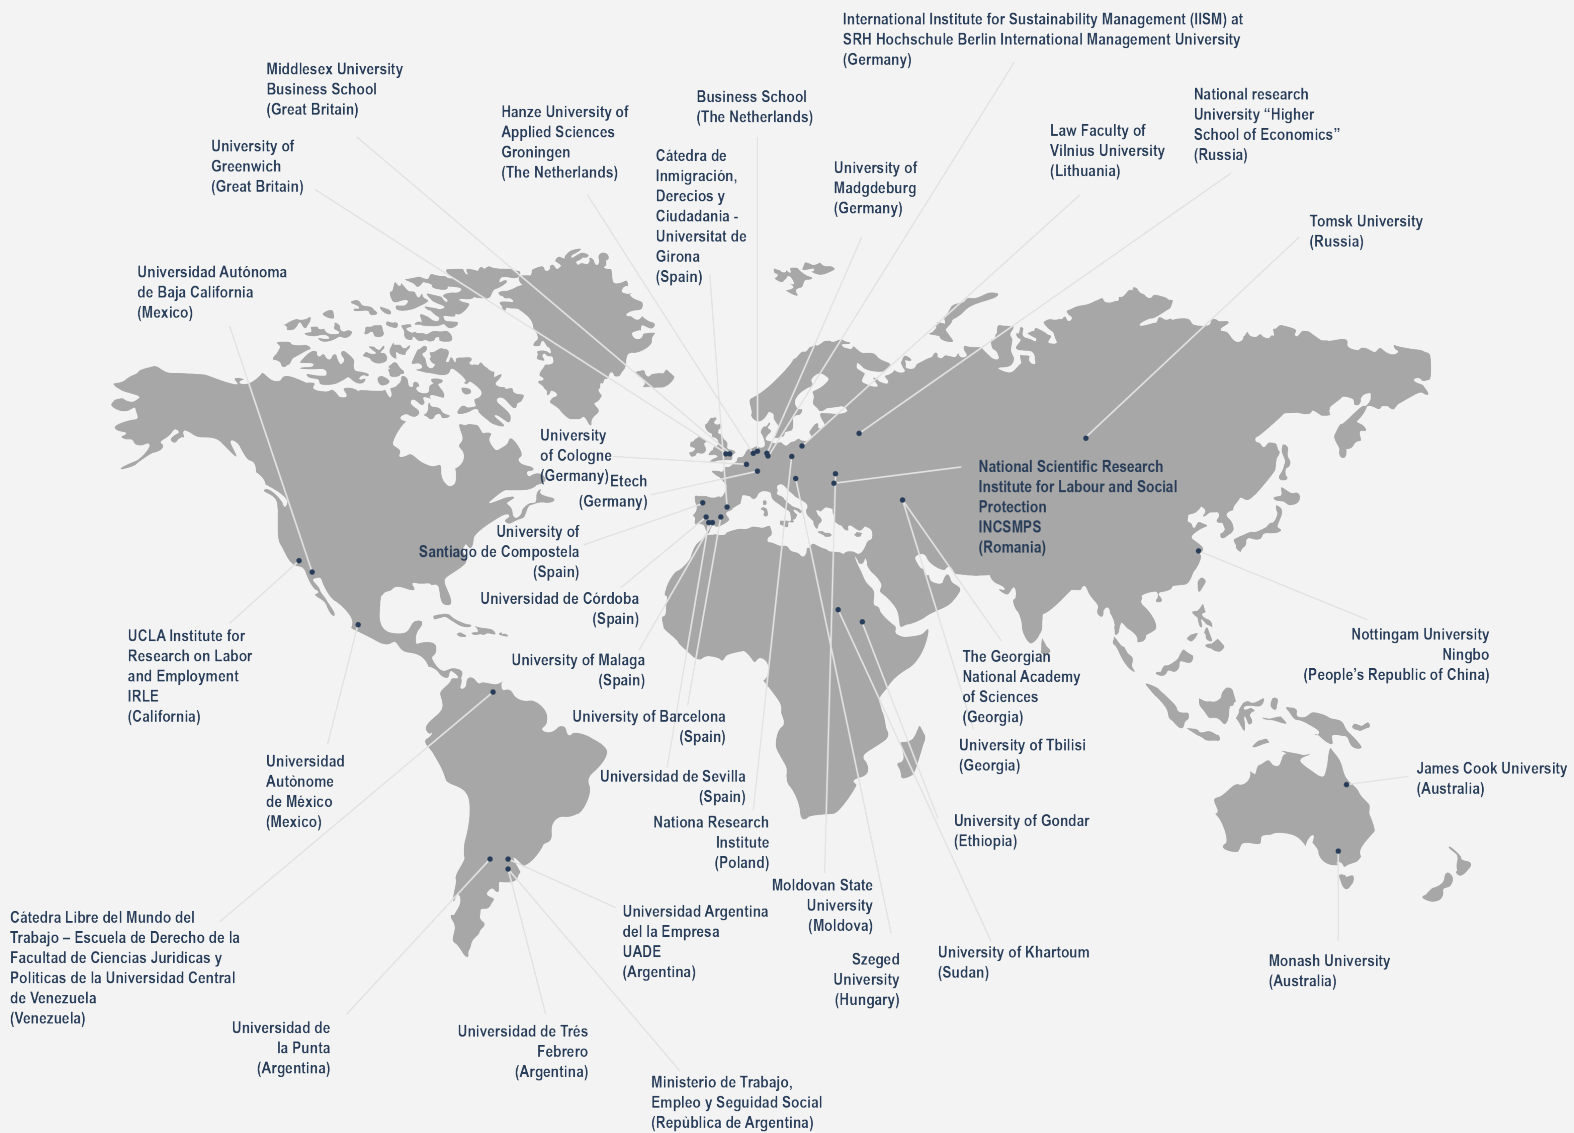 International Institute for Sustainability Management (IISM) at
SRH Hochschule Berlin International Management University
(Germany)
Middlesex University
Business School
(Great Britain)
Hanze University of
Applied Sciences
Groningen
(The Netherlands)
Business School
(The Netherlands)
National research
University “Higher
School of Economics”
(Russia)
University of
Greenwich
(Great Britain)
Cátedra de
Inmigración,
Derecios y
Ciudadania -
Universitat de
Girona
(Spain)
University of
Madgdeburg
(Germany)
Law Faculty of
Vilnius University
(Lithuania)
Tomsk University
(Russia)
Universidad Autónoma
de Baja California
(Mexico)
University
of Cologne
(Germany)
Etech
(Germany)
National Scientific Research
Institute for Labour and Social
Protection
INCSMPS
(Romania)
University of
Santiago de Compostela
(Spain)
Universidad de Córdoba
(Spain)
UCLA Institute for
Research on Labor
and Employment
IRLE
(California)
University of Malaga
(Spain)
The Georgian
National Academy
of Sciences
(Georgia)
Nottingam University
Ningbo
(People’s Republic of China)
University of Barcelona
(Spain)
University of Tbilisi
(Georgia)
Universidad
Autònome
de México
(Mexico)
Universidad de Sevilla
(Spain)
James Cook University
(Australia)
Nationa Research
Institute
(Poland)
University of Gondar
(Ethiopia)
Moldovan State
University
(Moldova)
Cátedra Libre del Mundo del
Trabajo – Escuela de Derecho de la
Facultad de Ciencias Juridicas y
Politicas de la Universidad Central
de Venezuela
(Venezuela)
Universidad Argentina
del la Empresa
UADE
(Argentina)
Szeged
University
(Hungary)
University of Khartoum
(Sudan)
Monash University
(Australia)
Universidad de
la Punta
(Argentina)
Universidad de Trés
Febrero
(Argentina)
Ministerio de Trabajo,
Empleo y Seguidad Social
(República de Argentina)